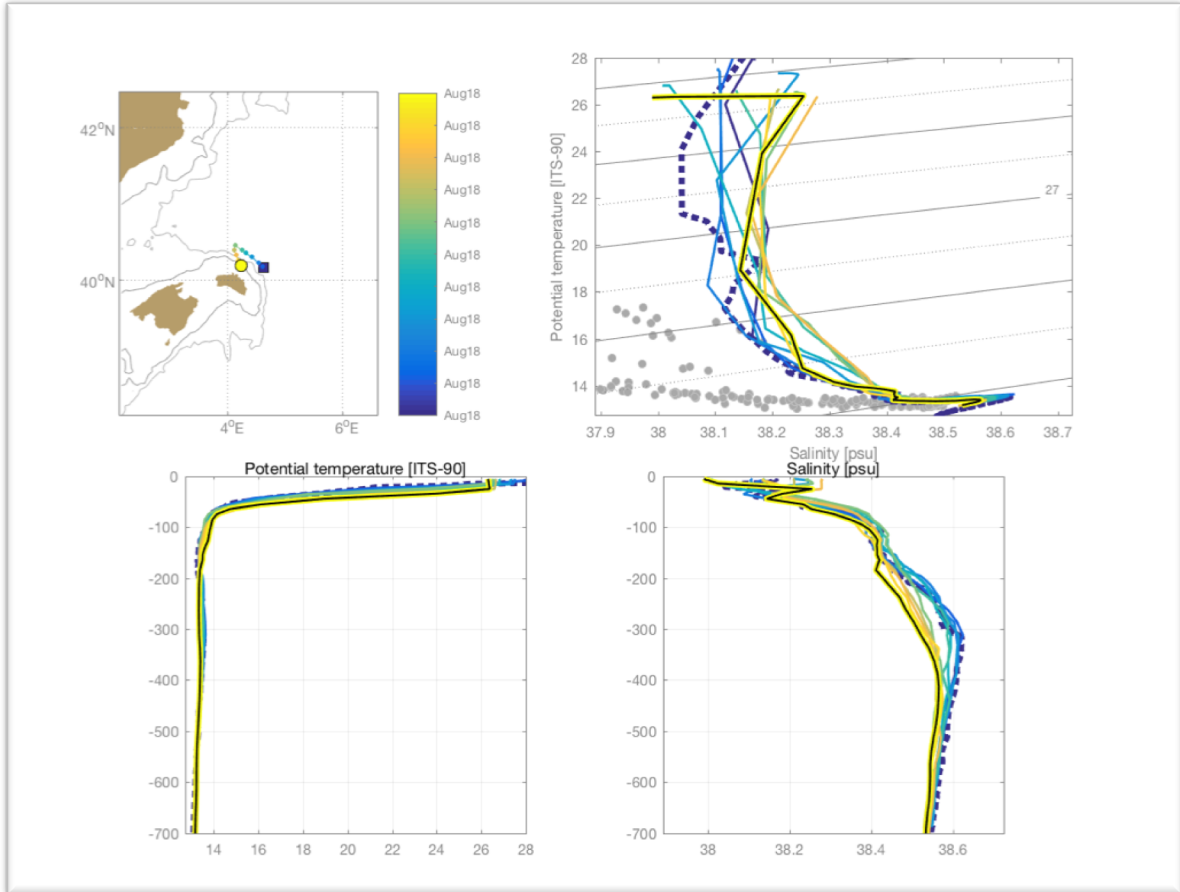 42°N
40°N
4°E
6°E
Aug18
Aug18
Aug18
Aug18
Aug18
Aug18
Aug18
Aug18
Aug18
Aug18
Aug18
Potential temperature [ITS-90]
28
26
24
22
20
18
16
14
27
37.9
38
38.1
38.2
38.3
38.4
38.5
38.6
38.7
Salinity [psu]
Potential temperature [ITS-90]
0
-100
-200
-300
-400
-500
-600
-700
14
16
18
20
22
24
26
28
Salinity [psu]
0
-100
-200
-300
-400
-500
-600
-700
38
38.2
38.4
38.6